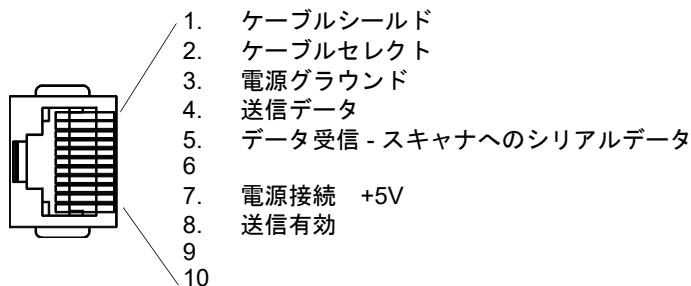 1. ケーブルシールド
2. ケーブルセレクト
3. 電源グラウンド
4. 送信データ
5. データ受信 - スキャナへのシリアルデータ
6
7. 電源接続 +5V
8. 送信有効
9
10